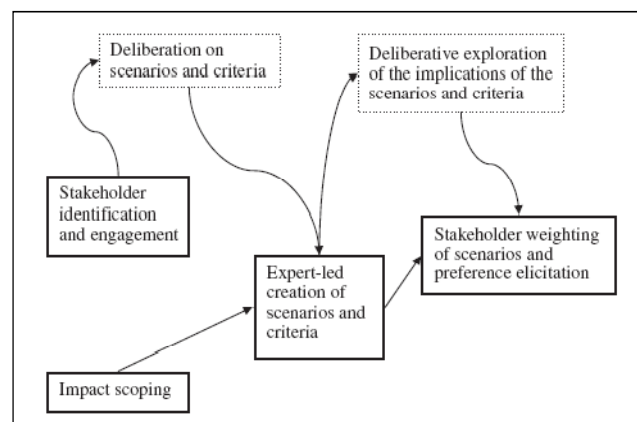 Deliberation on
scenarios and criteria
Deliberative exploration
of the implications of the
scenarios and criteria
Stakeholder
identification
and engagement
Stakeholder weighting
of scenarios and
preference elicitation
Expert-led
creation of
scenarios and
criteria
Impact scoping